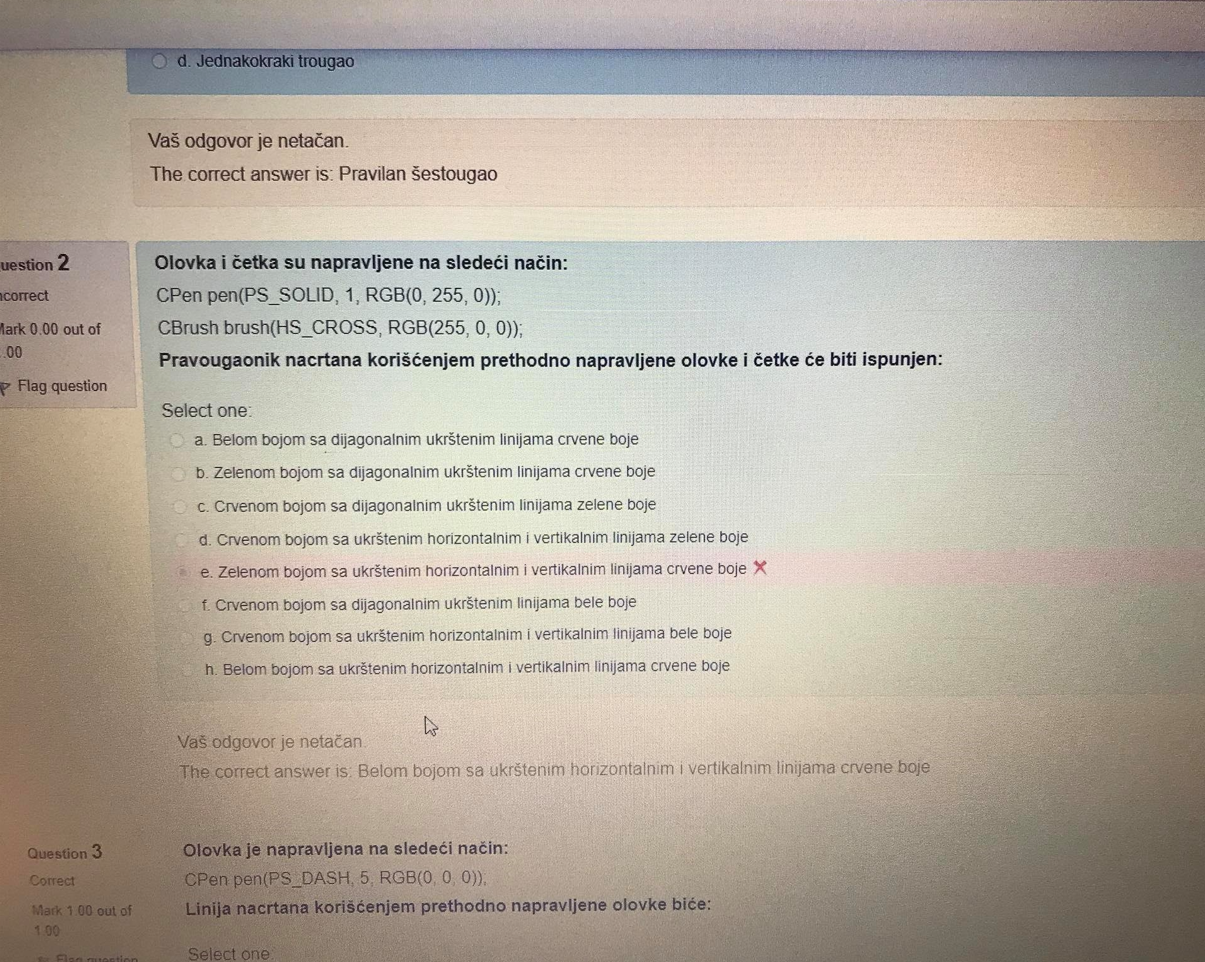 d. Jednakokraki trougao
Vaš odgovor je netačan.
The correct answer is: Pravilan šestougao
uestion 2
correct
Mark 0.00 out of
.00
Flag question
Olovka i četka su napravljene na sledeći način:
CPen pen(PS_SOLID, 1, RGB(0, 255, 0));
CBrush brush(HS_CROSS, RGB(255, 0, 0));
Pravougaonik nacrtana korišćenjem prethodno napravljene olovke i četke će biti ispunjen:
Select one:
a. Belom bojom sa dijagonalnim ukrštenim linijama crvene boje
b. Zelenom bojom sa dijagonalnim ukrštenim linijama crvene boje
c. Crvenom bojom sa dijagonalnim ukrštenim linijama zelene boje
d. Crvenom bojom sa ukrštenim horizontalnim i vertikalnim linijama zelene boje
e. Zelenom bojom sa ukrštenim horizontalnim i vertikalnim linijama crvene boje
f. Crvenom bojom sa dijagonalnim ukrštenim linijama bele boje
g. Crvenom bojom sa ukrštenim horizontalnim i vertikalnim linijama bele boje
h. Belom bojom sa ukrštenim horizontalnim i vertikalnim linijama crvene boje
Vaš odgovor je netačan.
The correct answer is: Belom bojom sa ukrštenim horizontalnim i vertikalnim linijama crvene boje
Question 3
Correct
Mark 1.00 out of
1.00
Flag question
Olovka je napravljena na sledeći način:
CPen pen(PS_DASH, 5, RGB(0, 0, 0));
Linija nacrtana korišćenjem prethodno napravljene olovke biće:
Select one: